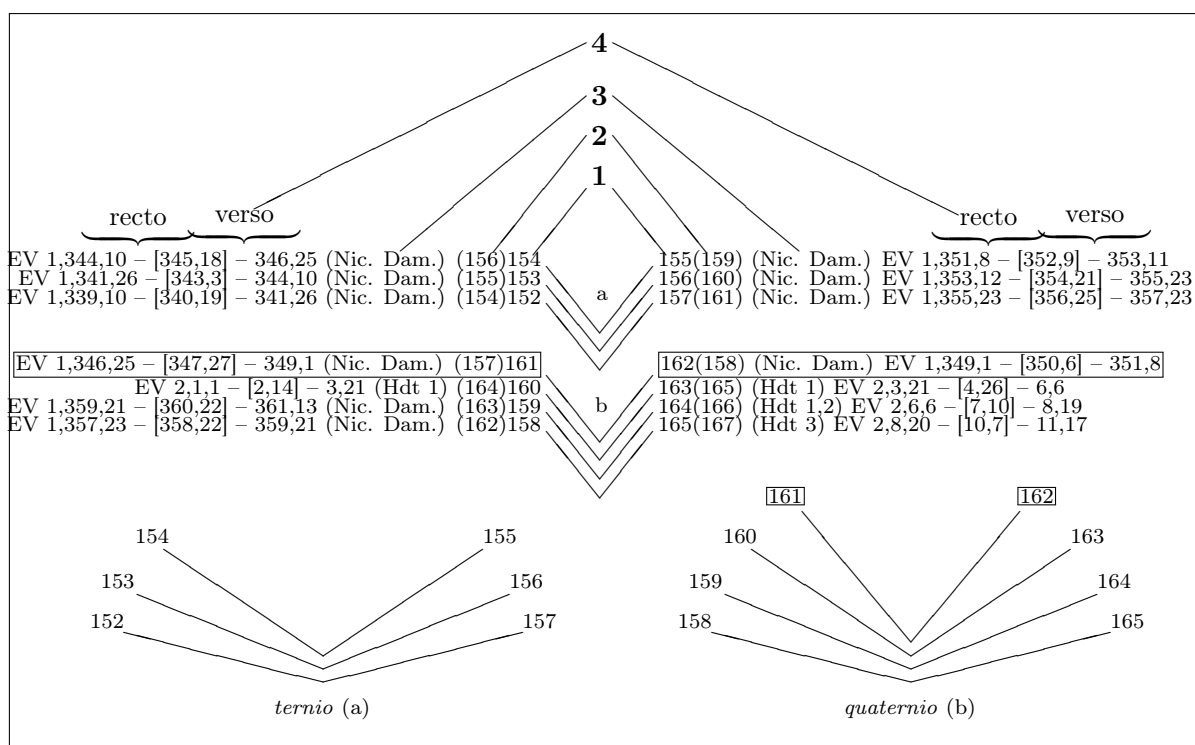 4
3
2
1
recto verso recto verso
EV 1,344,10 – [345,18] – 346,25 (Nic. Dam.) (156)154 155(159) (Nic. Dam.) EV 1,351,8 – [352,9] – 353,11
EV 1,341,26 – [343,3] – 344,10 (Nic. Dam.) (155)153 156(160) (Nic. Dam.) EV 1,353,12 – [354,21] – 355,23
EV 1,339,10 – [340,19] – 341,26 (Nic. Dam.) (154)152 a 157(161) (Nic. Dam.) EV 1,355,23 – [356,25] – 357,23
EV 1,346,25 – [347,27] – 349,1 (Nic. Dam.) (157)161 162(158) (Nic. Dam.) EV 1,349,1 – [350,6] – 351,8
EV 2,1,1 – [2,14] – 3,21 (Hdt 1) (164)160 163(165) (Hdt 1) EV 2,3,21 – [4,26] – 6,6
EV 1,359,21 – [360,22] – 361,13 (Nic. Dam.) (163)159 b 164(166) (Hdt 1,2) EV 2,6,6 – [7,10] – 8,19
EV 1,357,23 – [358,22] – 359,21 (Nic. Dam.) (162)158 165(167) (Hdt 3) EV 2,8,20 – [10,7] – 11,17
161 162
154 155 160 163
153 156 159 164
152 157 158 165
ternio (a) quaternio (b)